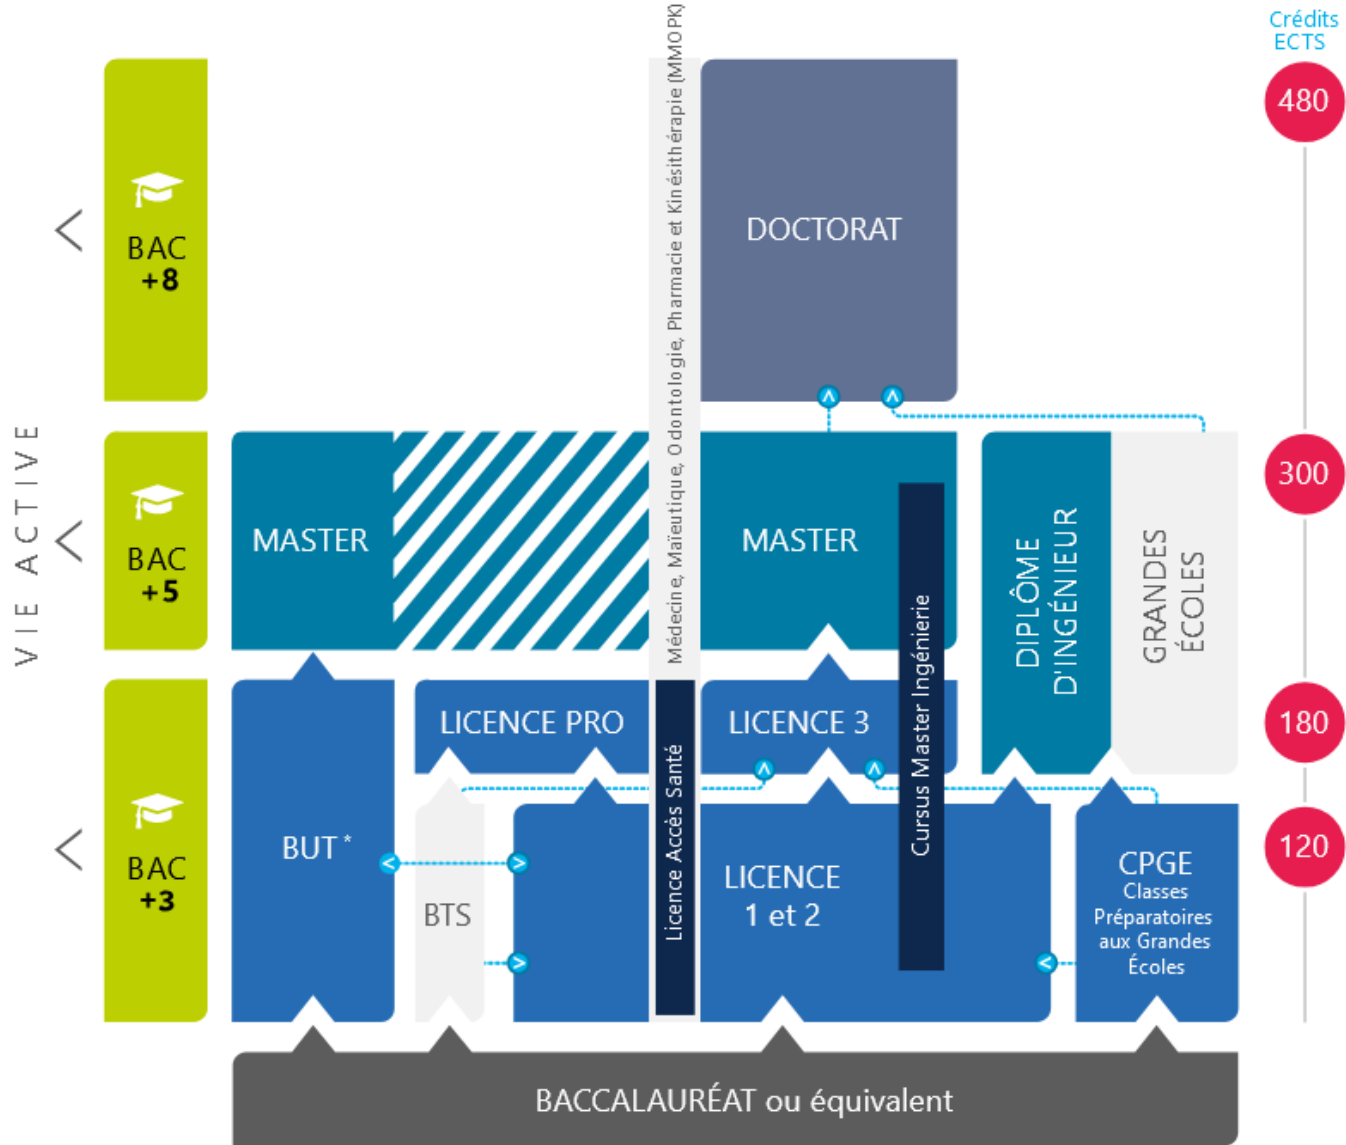 Crédits
ECTS
480
BAC
+8
DOCTORAT
Médecine, Maïeutique, Odontologie, Pharmacie et Kinésithérapie (MMOPK)
300
VIE ACTIVE
BAC
+5
MASTER
MASTER
DIPLÔME
D'INGÉNIEUR
GRANDES
ÉCOLES
Cursus Master Ingénierie
LICENCE PRO
LICENCE 3
180
Licence Accès Santé
BAC
+3
BUT *
BTS
LICENCE
1 et 2
CPGE
Classes
Préparatoires
aux Grandes
Écoles
120
BACCALAURÉAT ou équivalent